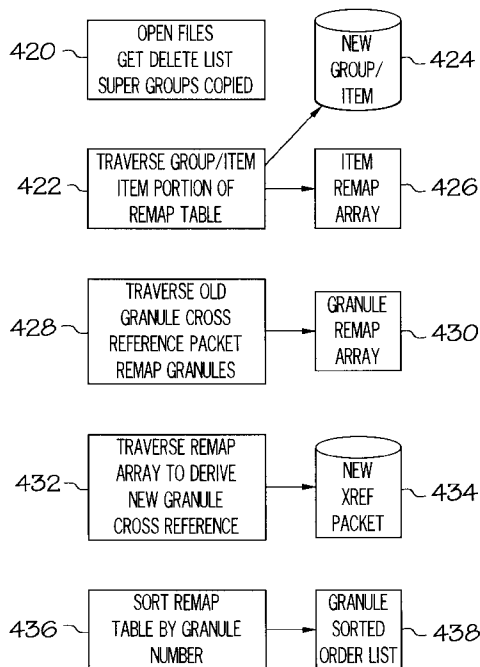 420
OPEN FILES
GET DELETE LIST
SUPER GROUPS COPIED
NEW
GROUP/
ITEM
424
422
TRAVERSE GROUP/ITEM
ITEM PORTION OF
REMAP TABLE
ITEM
REMAP
ARRAY
426
428
TRAVERSE OLD
GRANULE CROSS
REFERENCE PACKET
REMAP GRANULES
GRANULE
REMAP
ARRAY
430
432
TRAVERSE REMAP
ARRAY TO DERIVE
NEW GRANULE
CROSS REFERENCE
NEW
XREF
PACKET
434
436
SORT REMAP
TABLE BY GRANULE
NUMBER
GRANULE
SORTED
ORDER LIST
438